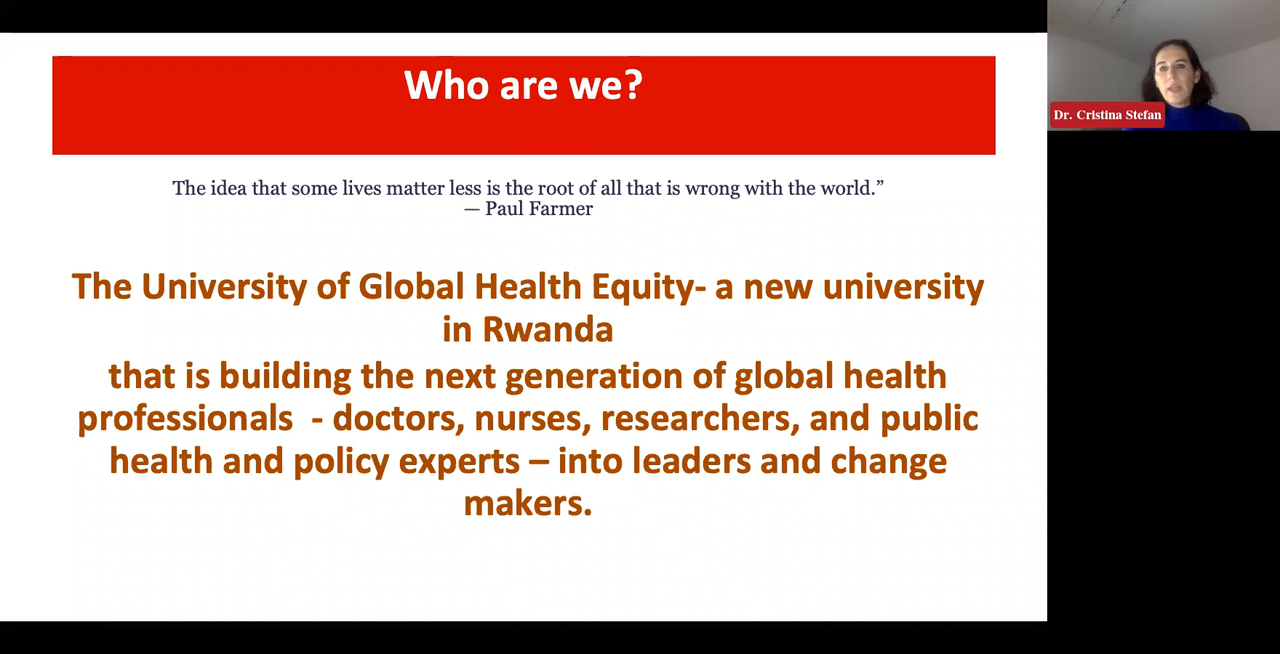 Who are we?
The idea that some lives matter less is the root of all that is wrong with the world.”
— Paul Farmer
The University of Global Health Equity- a new university
in Rwanda
that is building the next generation of global health
professionals - doctors, nurses, researchers, and public
health and policy experts – into leaders and change
makers.
Dr. Cristina Stefan